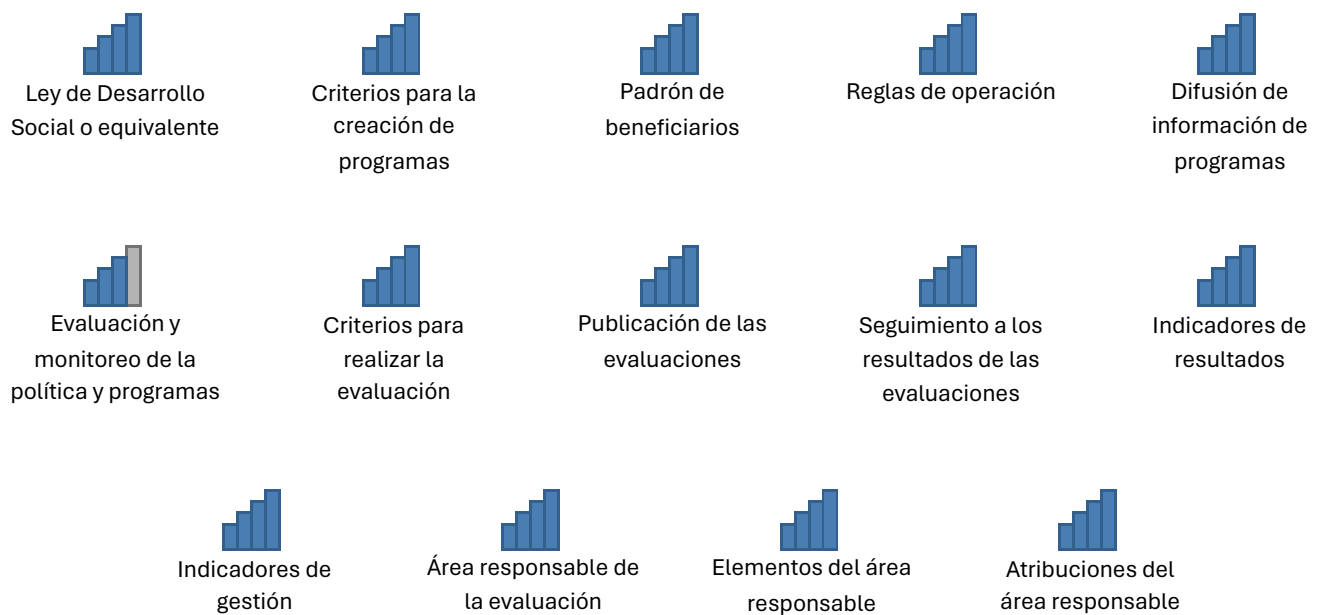 Ley de Desarrollo
Social o equivalente
Criterios para la
creación de
programas
Padrón de
beneficiarios
Reglas de operación
Difusión de
información de
programas
Evaluación y
monitoreo de la
política y programas
Criterios para
realizar la
evaluación
Publicación de las
evaluaciones
Seguimiento a los
resultados de las
evaluaciones
Indicadores de
resultados
Indicadores de
gestión
Área responsable de
la evaluación
Elementos del área
responsable
Atribuciones del
área responsable